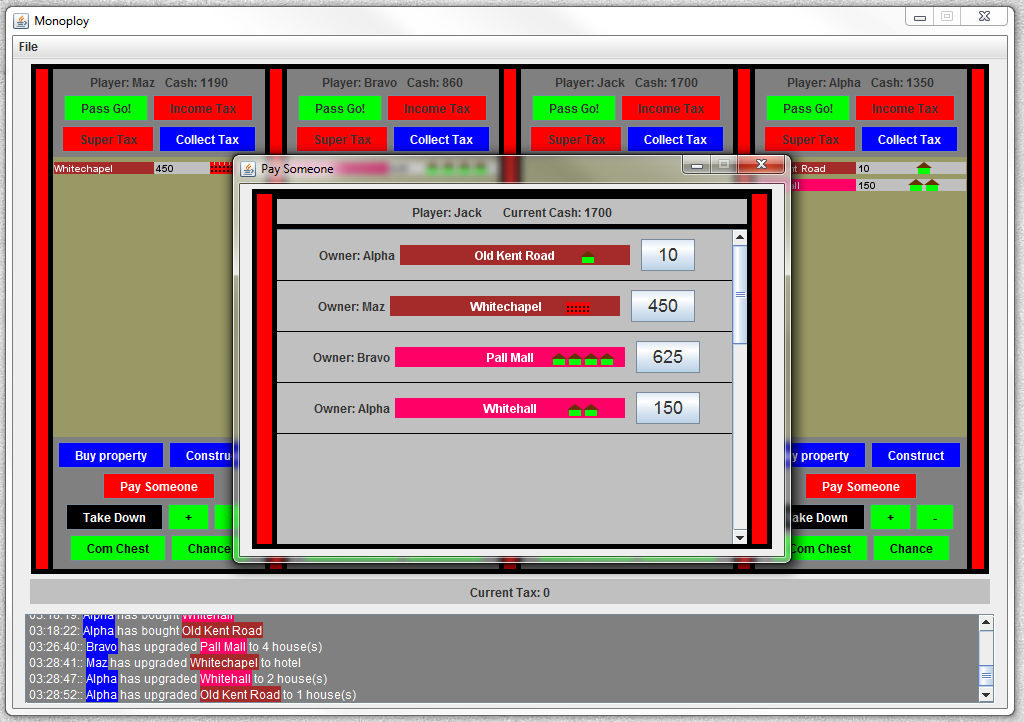 Monoploy
File
Player: Maz Cash: 1190
Player: Bravo Cash: 860
Player: Jack Cash: 1700
Player: Alpha Cash: 1350
Pass Go! Income Tax
Pass Go! Income Tax
Pass Go! Income Tax
Pass Go! Income Tax
Super Tax Collect Tax
Super Tax Collect Tax
Super Tax Collect Tax
Super Tax Collect Tax
Whitechapel 450
Road 10
150
Pay Someone
Player: Jack Current Cash: 1700
Owner: Alpha Old Kent Road 10
Owner: Maz Whitechapel 450
Owner: Bravo Pall Mall 625
Owner: Alpha Whitehall 150
Buy property Constru
y property Construct
Pay Someone
Pay Someone
Take Down +
ake Down + -
Com Chest Chance
om Chest Chance
Current Tax: 0
03:18:19: Alpha has bought Whitehall
03:18:22: Alpha has bought Old Kent Road
03:26:40:: Bravo has upgraded Pall Mall to 4 house(s)
03:28:41:: Maz has upgraded Whitechapel to hotel
03:28:47:: Alpha has upgraded Whitehall to 2 house(s)
03:28:52:: Alpha has upgraded Old Kent Road to 1 house(s)